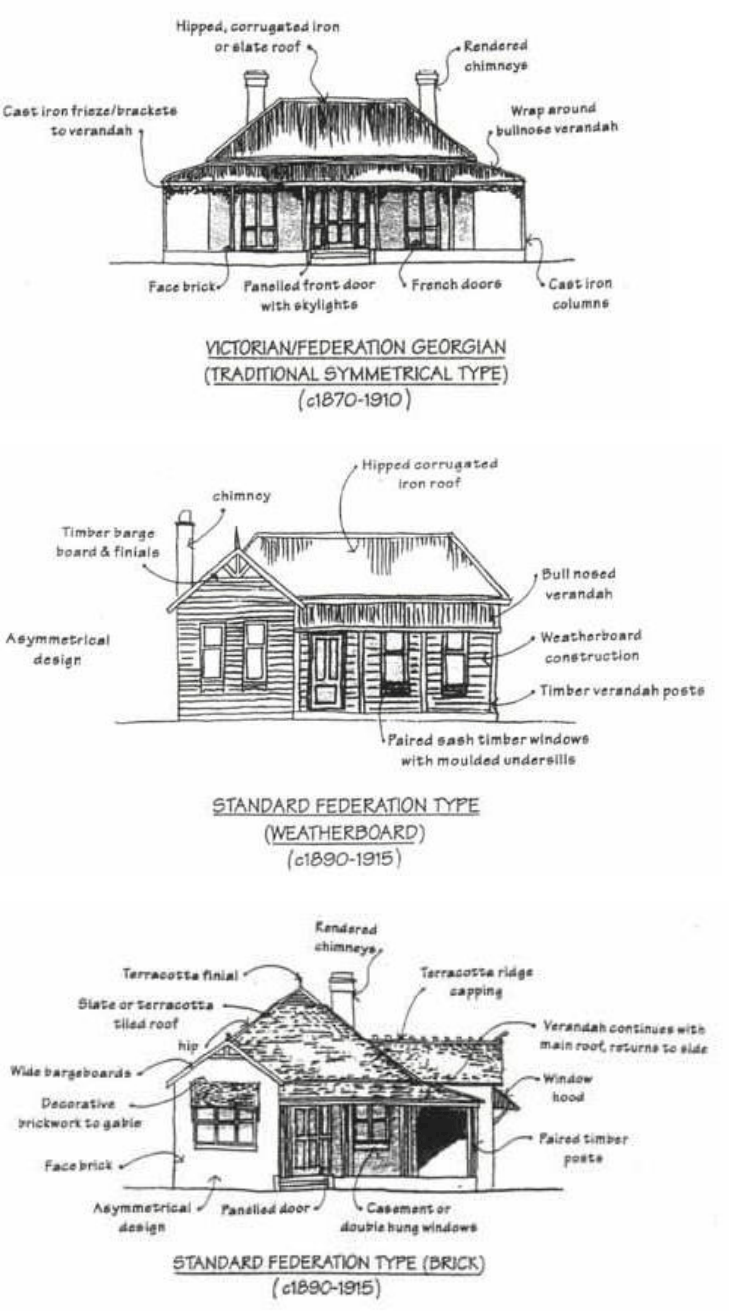 Hipped, corrugated iron
or slate roof
Rendered
chimneys
Cast iron frieze/brackets
to verandah
Wrap around
bullnose verandah
Face brick
Panelled front door
with skylights
French doors
Cast iron
columns
VICTORIAN/FEDERATION GEORGIAN
(TRADITIONAL SYMMETRICAL TYPE)
(c1870-1910)
Hipped corrugated
iron roof
chimney
Timber barge
board & finials
Bull nosed
verandah
Asymmetrical
design
Weatherboard
construction
Timber verandah posts
Paired sash timber windows
with moulded undersills
STANDARD FEDERATION TYPE
(WEATHERBOARD)
(c1890-1915)
Rendered
chimneys
Terracotta finial
Terracotta ridge
capping
Slate or terracotta
tiled roof
Verandah continues with
main roof, returns to side
hip
Wide bargeboards
Window
hood
Decorative
brickwork to gable
Paired timber
posts
Face brick
Asymmetrical
design
Panelled door
Casement or
double hung windows
STANDARD FEDERATION TYPE (BRICK)
(c1890-1915)